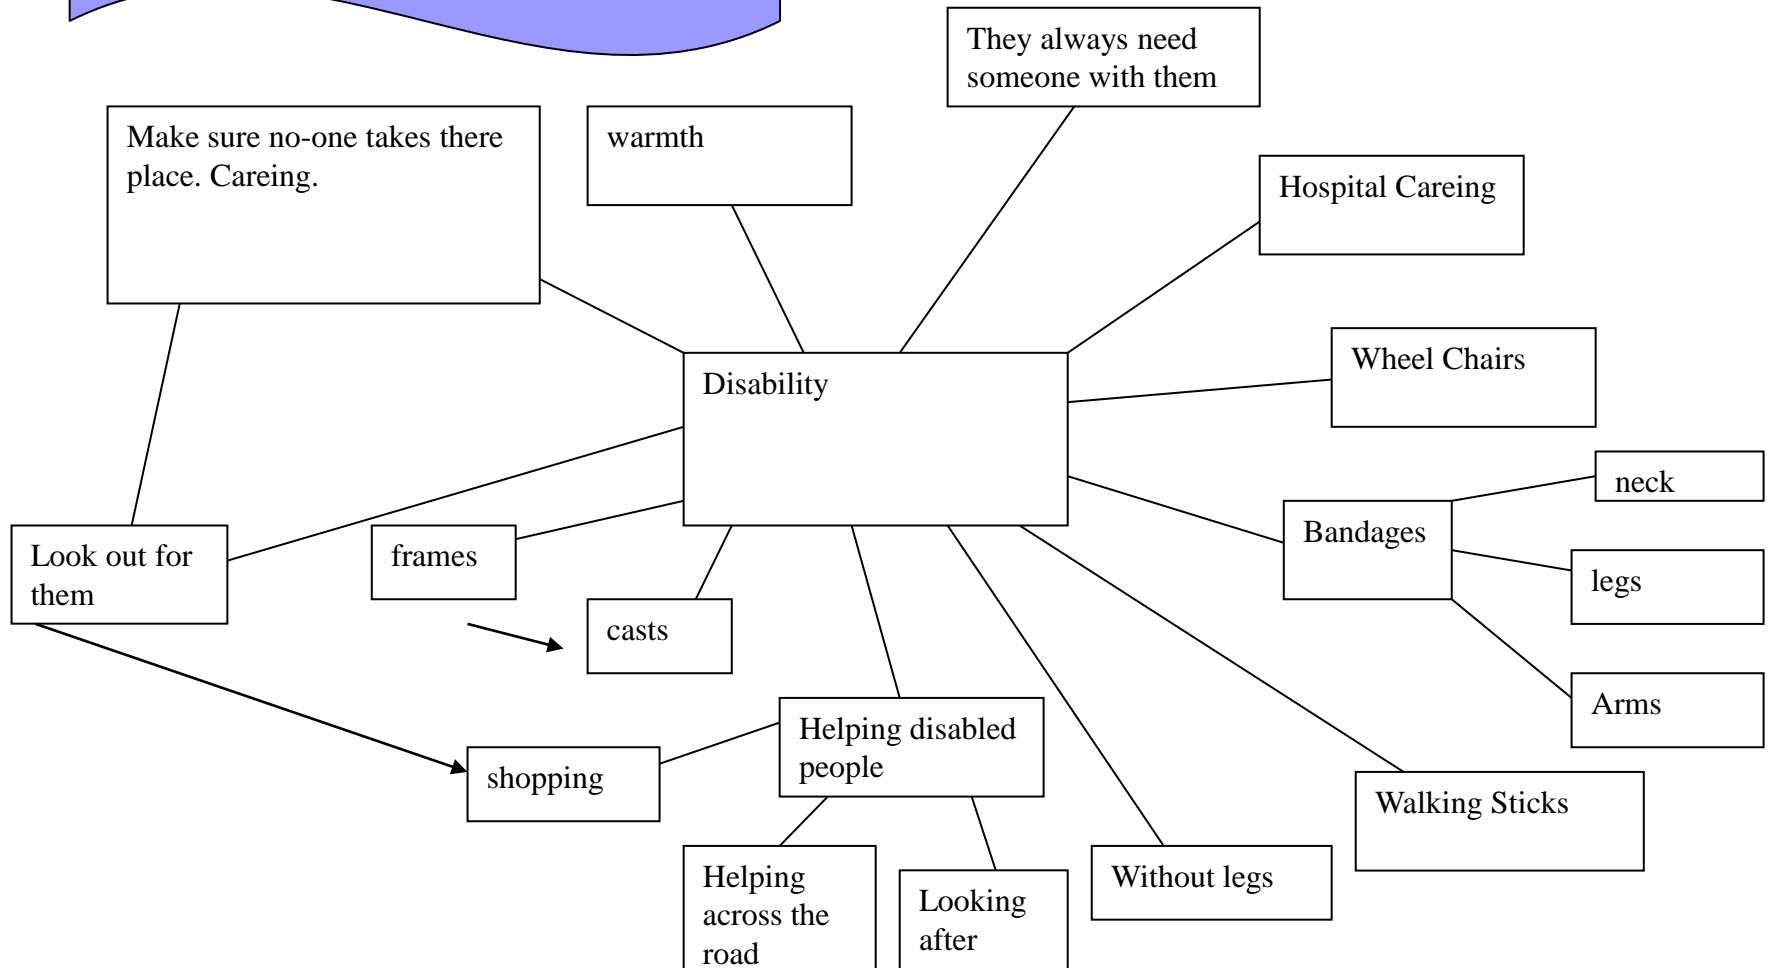 They always need
someone with them
Make sure no-one takes there
place. Careing.
warmth
Hospital Careing
Wheel Chairs
Disability
neck
Bandages
Look out for
them
frames
legs
casts
Arms
Helping disabled
people
shopping
Walking Sticks
Helping
across the
road
Looking
after
Without legs